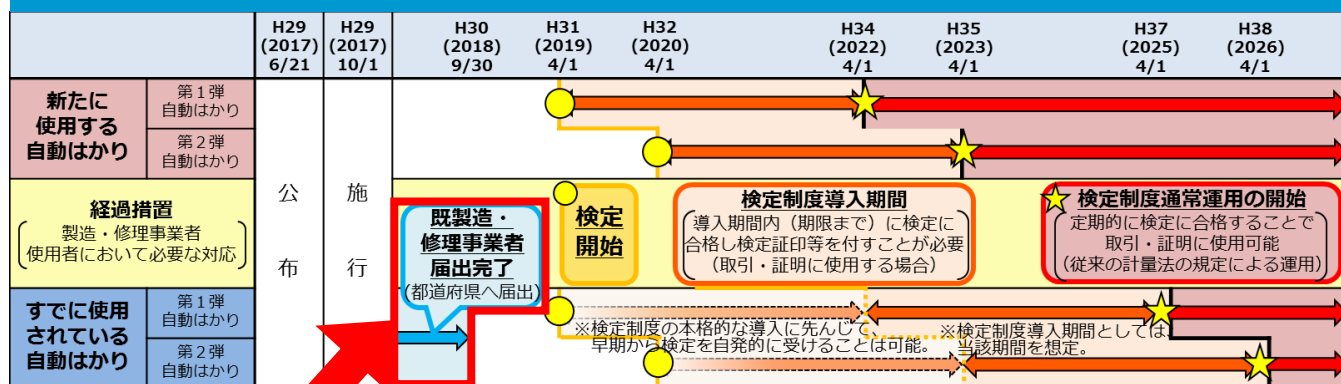 H29
(2017)
6/21
H29
(2017)
10/1
H30
(2018)
9/30
H31
(2019)
4/1
H32
(2020)
4/1
H34
(2022)
4/1
H35
(2023)
4/1
H37
(2025)
4/1
H38
(2026)
4/1
新たに
使用する
自動はかり
第1弾
自動はかり
第2弾
自動はかり
経過措置
製造・修理事業者
使用者において必要な対応
公
布
施
行
既製造・
修理事業者
届出完了
(都道府県へ届出)
検定
開始
検定制度導入期間
導入期間内（期限まで）に検定に
合格し検定証印等を付すことが必要
（取引・証明に使用する場合）
検定制度通常運用の開始
定期的に検定に合格することで
取引・証明に使用可能
(従来の計量法の規定による運用)
すでに使用
されている
自動はかり
第1弾
自動はかり
第2弾
自動はかり
※検定制度の本格的な導入に先んじて、
早期から検定を自発的に受けることは可能。
※検定制度導入期間としては、
当該期間を想定。